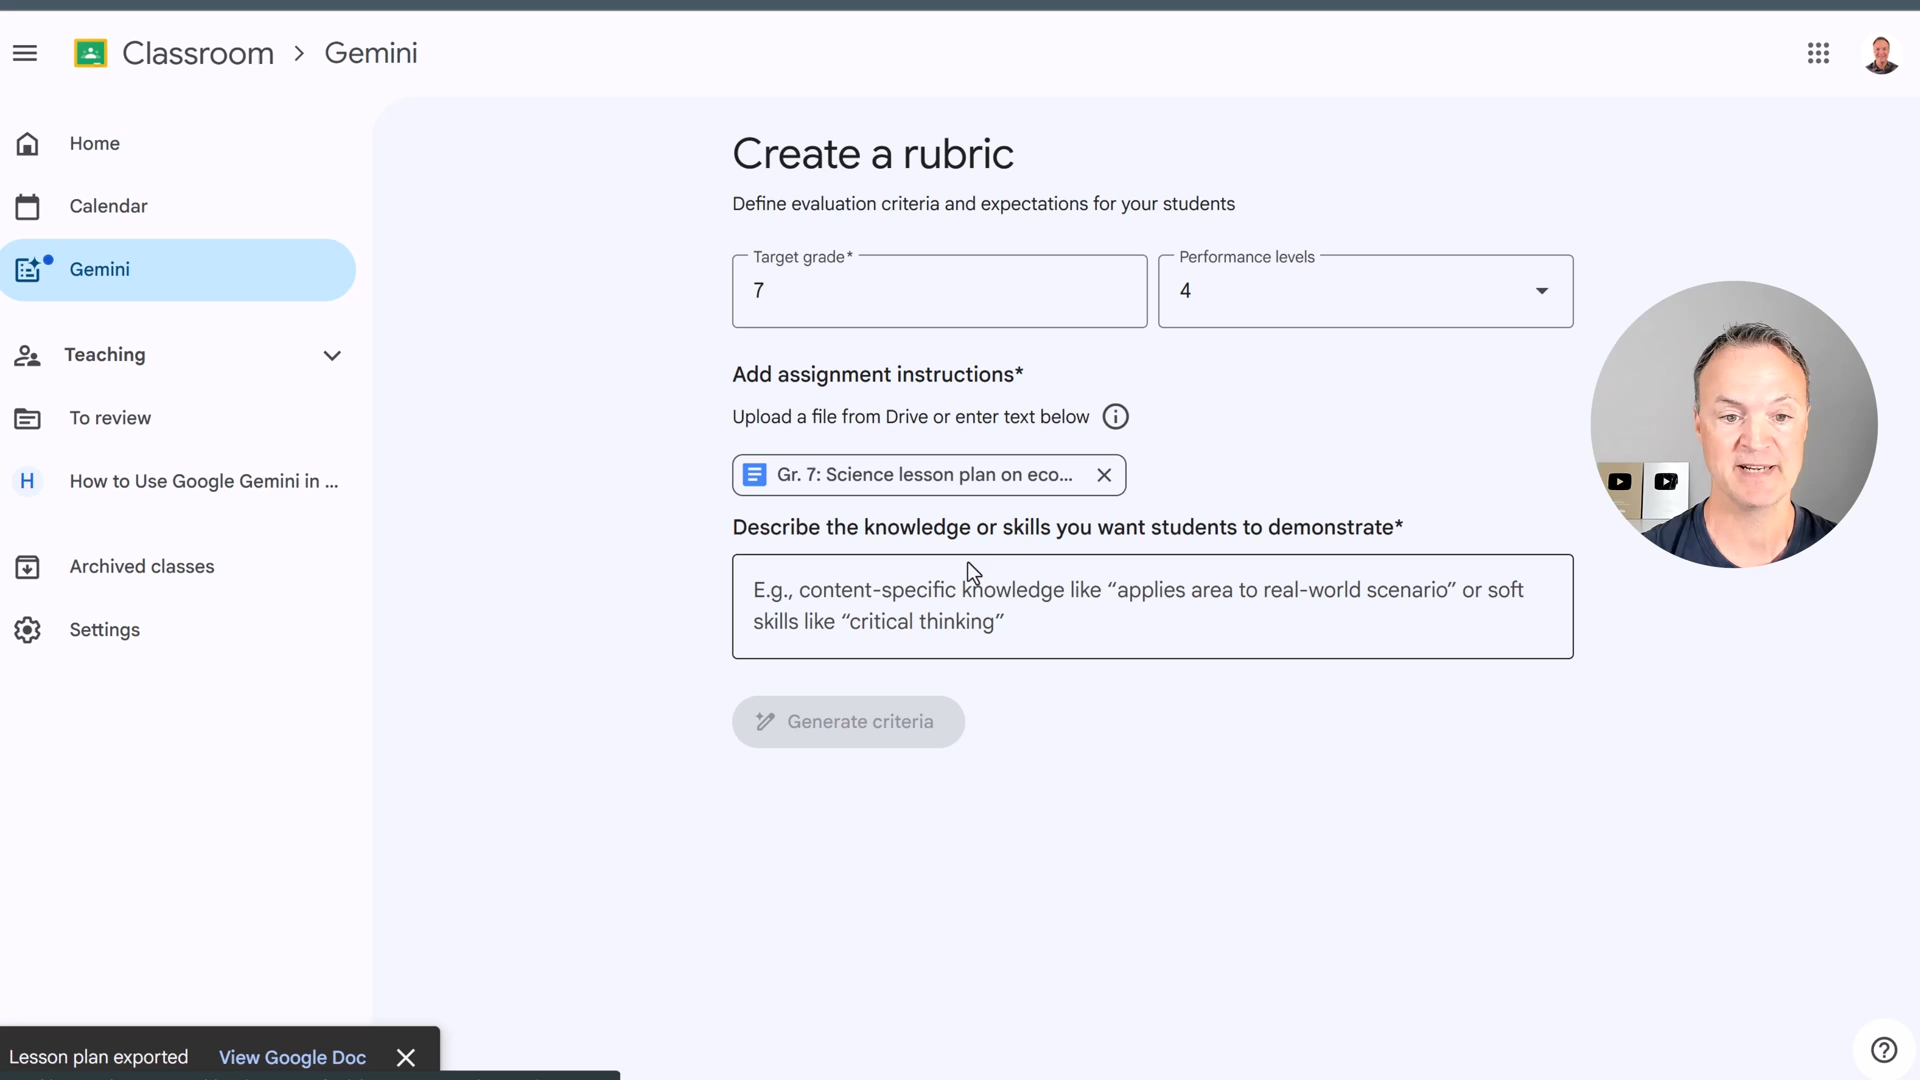 Classroom > Gemini
Home
Calendar
Gemini
Teaching
To review
H How to Use Google Gemini in ...
Archived classes
Settings
Create a rubric
Define evaluation criteria and expectations for your students
Target grade*
7
Performance levels
4
Add assignment instructions*
Upload a file from Drive or enter text below
Gr. 7: Science lesson plan on eco...
Describe the knowledge or skills you want students to demonstrate*
E.g., content-specific knowledge like “applies area to real-world scenario” or soft
skills like “critical thinking”
Generate criteria
Lesson plan exported View Google Doc